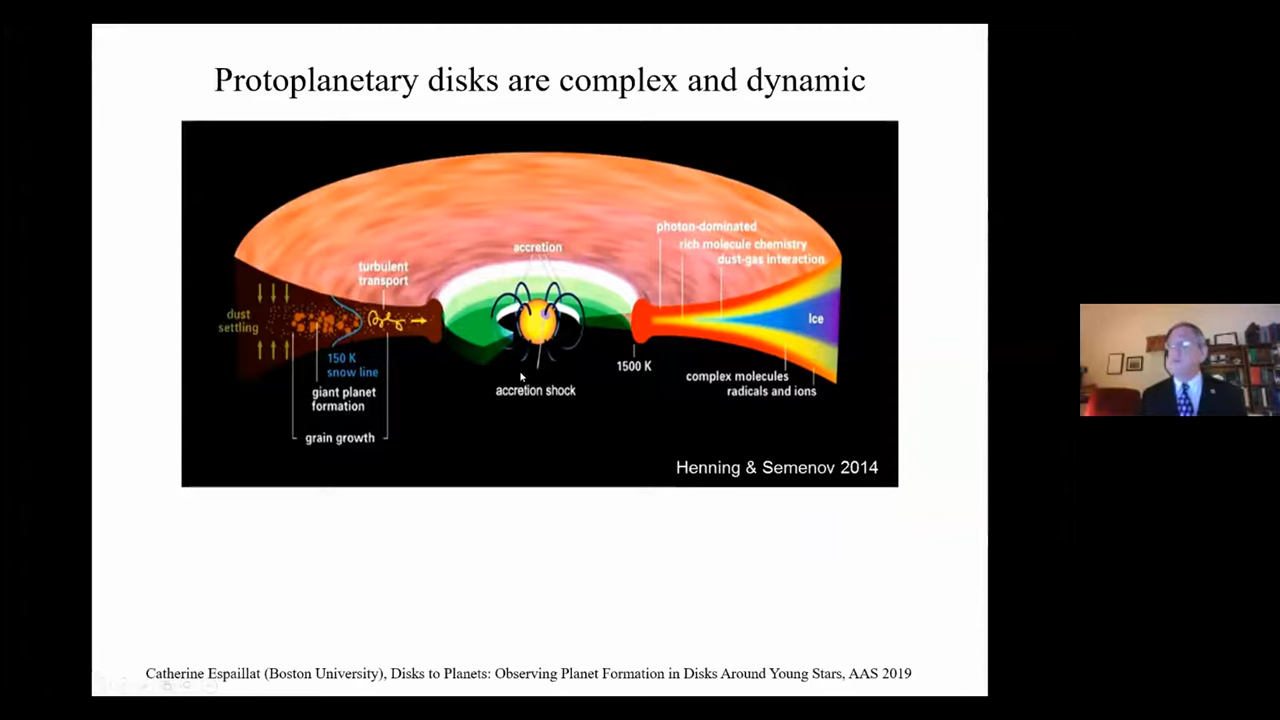 Protoplanetary disks are complex and dynamic
photon-dominated
rich molecule chemistry
dust-gas interaction
accretion
turbulent
transport
dust
settling
Ice
150 K
snow line
1500 K
giant planet
formation
accretion shock
complex molecules
radicals and ions
grain growth
Henning & Semenov 2014
Catherine Espaillat (Boston University), Disks to Planets: Observing Planet Formation in Disks Around Young Stars, AAS 2019